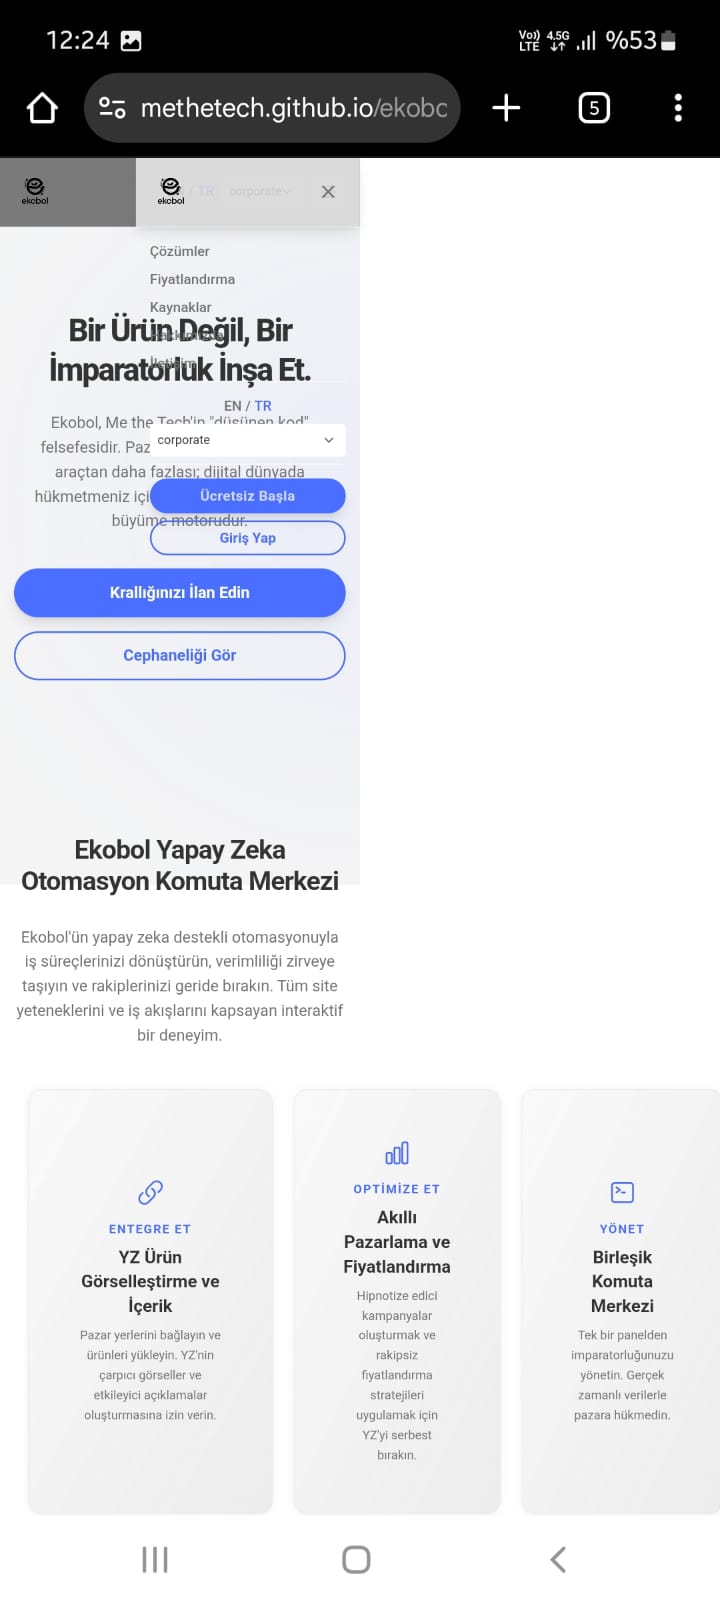 12:24
Vo)) LTE 4.5G %53
methetech.github.io/ekobo
5
ekobol
ekobol
/ TR corporate
Çözümler
Fiyatlandırma
Kaynaklar
Hakkımızda
İletişim
Bir Ürün Değil, Bir
İmparatorluk İnşa Et.
EN / TR
corporate
Ücretsiz Başla
Giriş Yap
Ekobol, Me the Tech'in "düşünen kod"
felsefesidir. Paz
araçtan daha fazlası; dijital dünyada
hükmetmeniz içi
büyüme motorudur.
Krallığınızı İlan Edin
Cephaneliği Gör
Ekobol Yapay Zeka
Otomasyon Komuta Merkezi
Ekobol'ün yapay zeka destekli otomasyonuyla
iş süreçlerinizi dönüştürün, verimliliği zirveye
taşıyın ve rakiplerinizi geride bırakın. Tüm site
yeteneklerini ve iş akışlarını kapsayan interaktif
bir deneyim.
ENTEGRE ET
YZ Ürün
Görselleştirme ve
İçerik
Pazar yerlerini bağlayın ve
ürünleri yükleyin. YZ'nin
çarpıcı görseller ve
etkileyici açıklamalar
oluşturmasına izin verin.
OPTİMİZE ET
Akıllı
Pazarlama ve
Fiyatlandırma
Hipnotize edici
kampanyalar
oluşturmak ve
rakipsiz
fiyatlandırma
stratejileri
uygulamak için
YZ'yi serbest
bırakın.
YÖNET
Birleşik
Komuta
Merkezi
Tek bir panelden
imparatorluğunuzu
yönetin. Gerçek
zamanlı verilerle
pazara hükmedin.